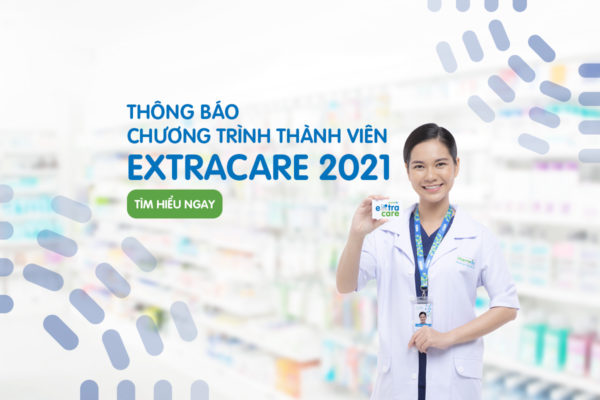 THÔNG BÁO
CHƯƠNG TRÌNH THÀNH VIÊN
EXTRACARE 2021
TÌM HIỂU NGAY
extra
care